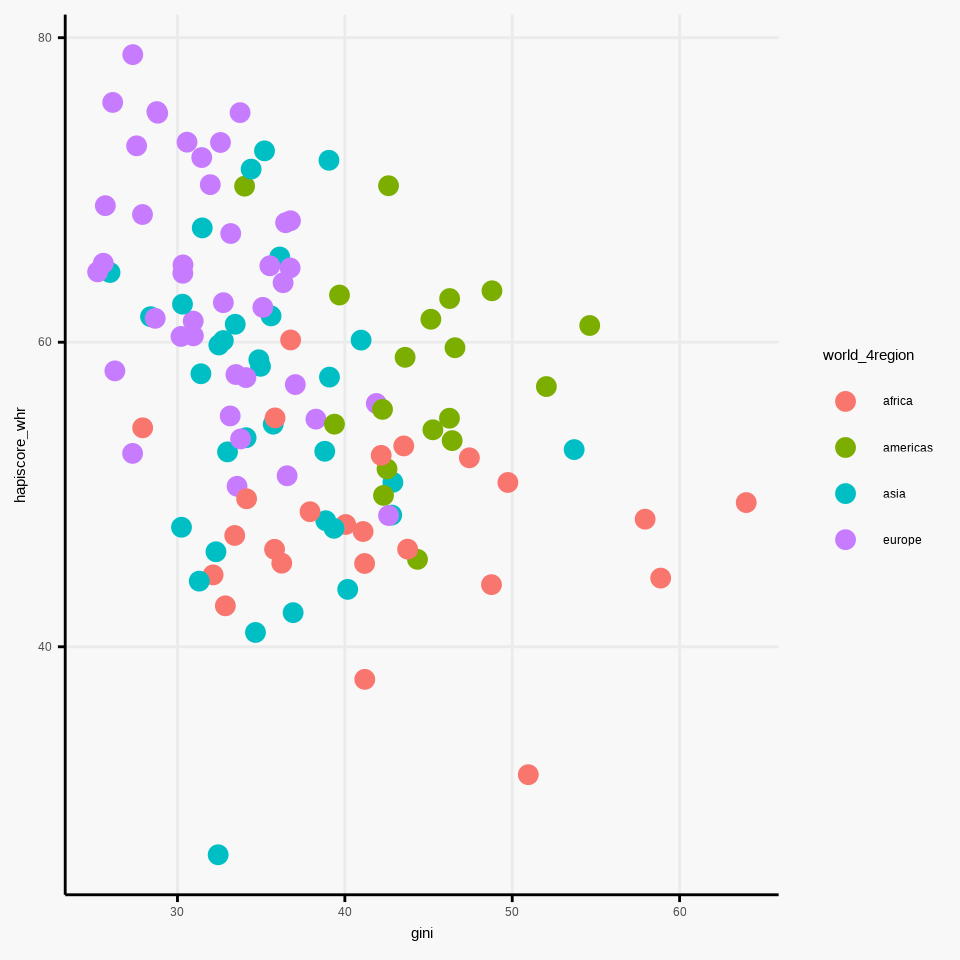 80
60
40
hapiscore_whr
30 40 50 60
gini
world_4region
africa
americas
asia
europe